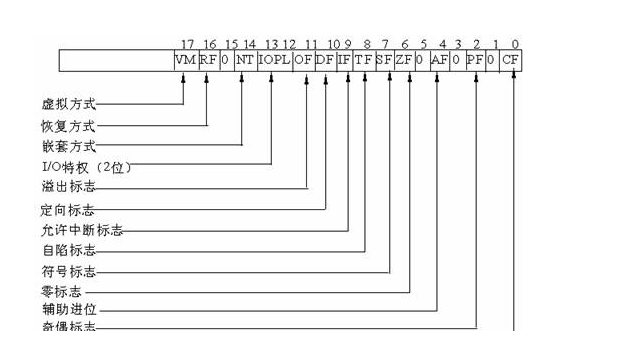 17 16 15 14 13 12 11 10 9 8 7 6 5 4 3 2 1 0
VM RF 0 NT IOPL OF DF IF TF SF ZF 0 AF 0 PF 0 CF
虚拟方式
恢复方式
嵌套方式
I/O特权（2位）
溢出标志
定向标志
允许中断标志
自陷标志
符号标志
零标志
辅助进位
奇偶标志